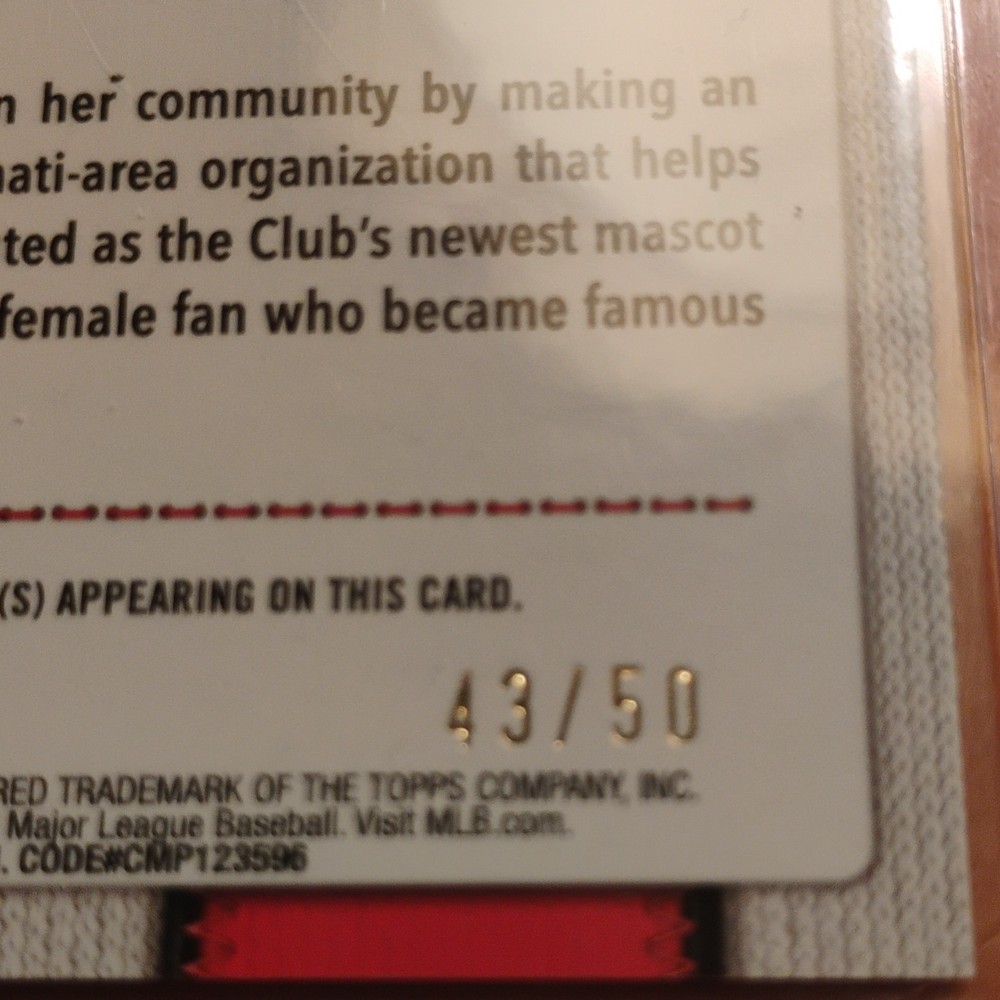 n her community by making an
nati-area organization that helps
ted as the Club's newest mascot
female fan who became famous
(S) APPEARING ON THIS CARD.
43/50
RED TRADEMARK OF THE TOPPS COMPANY, INC.
Major League Baseball. Visit MLB.com.
. CODE#CMP123596